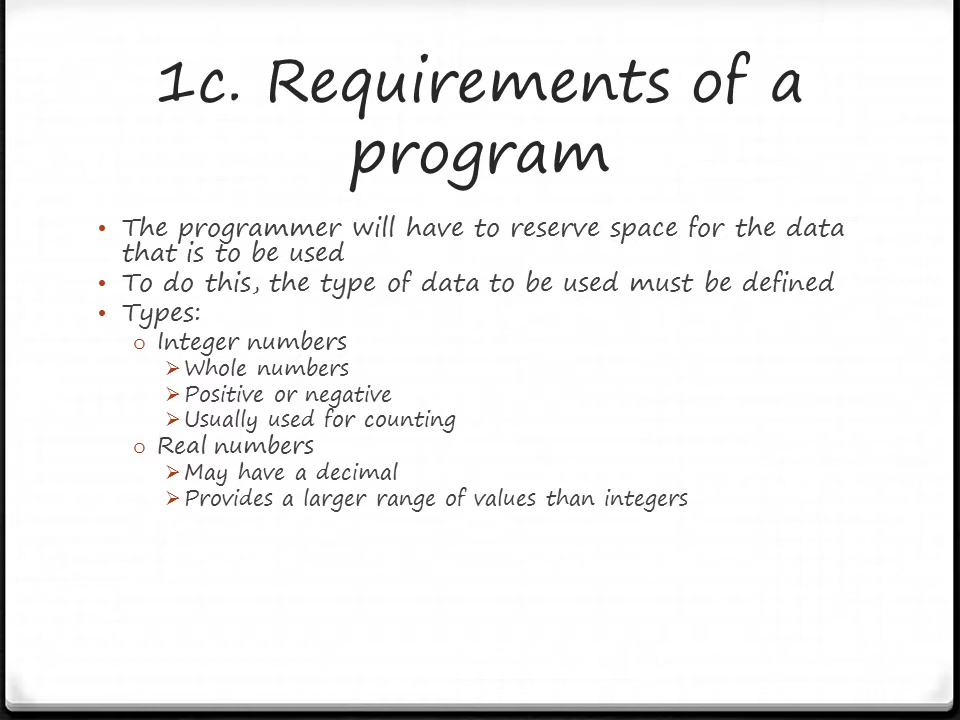 1c. Requirements of a
program
• The programmer will have to reserve space for the data
that is to be used
• To do this, the type of data to be used must be defined
• Types:
o Integer numbers
➢ Whole numbers
➢ Positive or negative
➢ Usually used for counting
o Real numbers
➢ May have a decimal
➢ Provides a larger range of values than integers